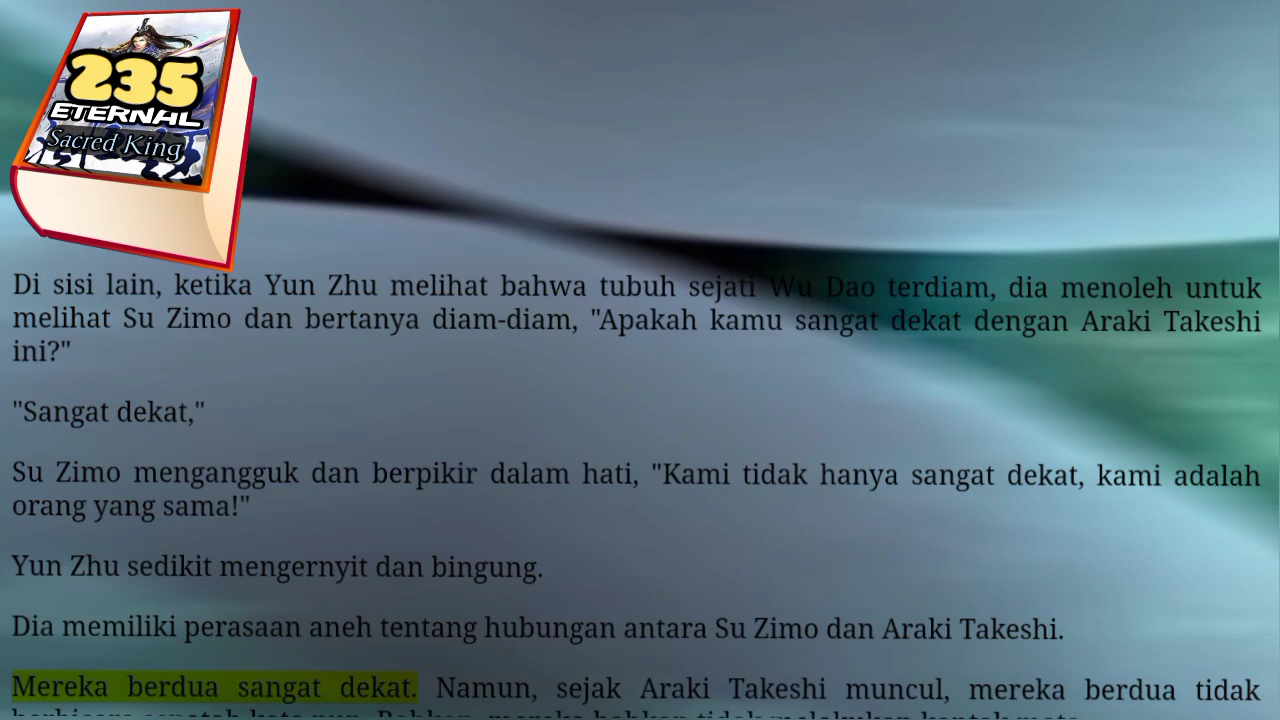 235
ETERNAL
Sacred King
Di sisi lain, ketika Yun Zhu melihat bahwa tubuh sejati Wu Dao terdiam, dia menoleh untuk
melihat Su Zimo dan bertanya diam-diam, "Apakah kamu sangat dekat dengan Araki Takeshi
ini?"
"Sangat dekat,"
Su Zimo mengangguk dan berpikir dalam hati, "Kami tidak hanya sangat dekat, kami adalah
orang yang sama!"
Yun Zhu sedikit mengernyit dan bingung.
Dia memiliki perasaan aneh tentang hubungan antara Su Zimo dan Araki Takeshi.
Mereka berdua sangat dekat. Namun, sejak Araki Takeshi muncul, mereka berdua tidak